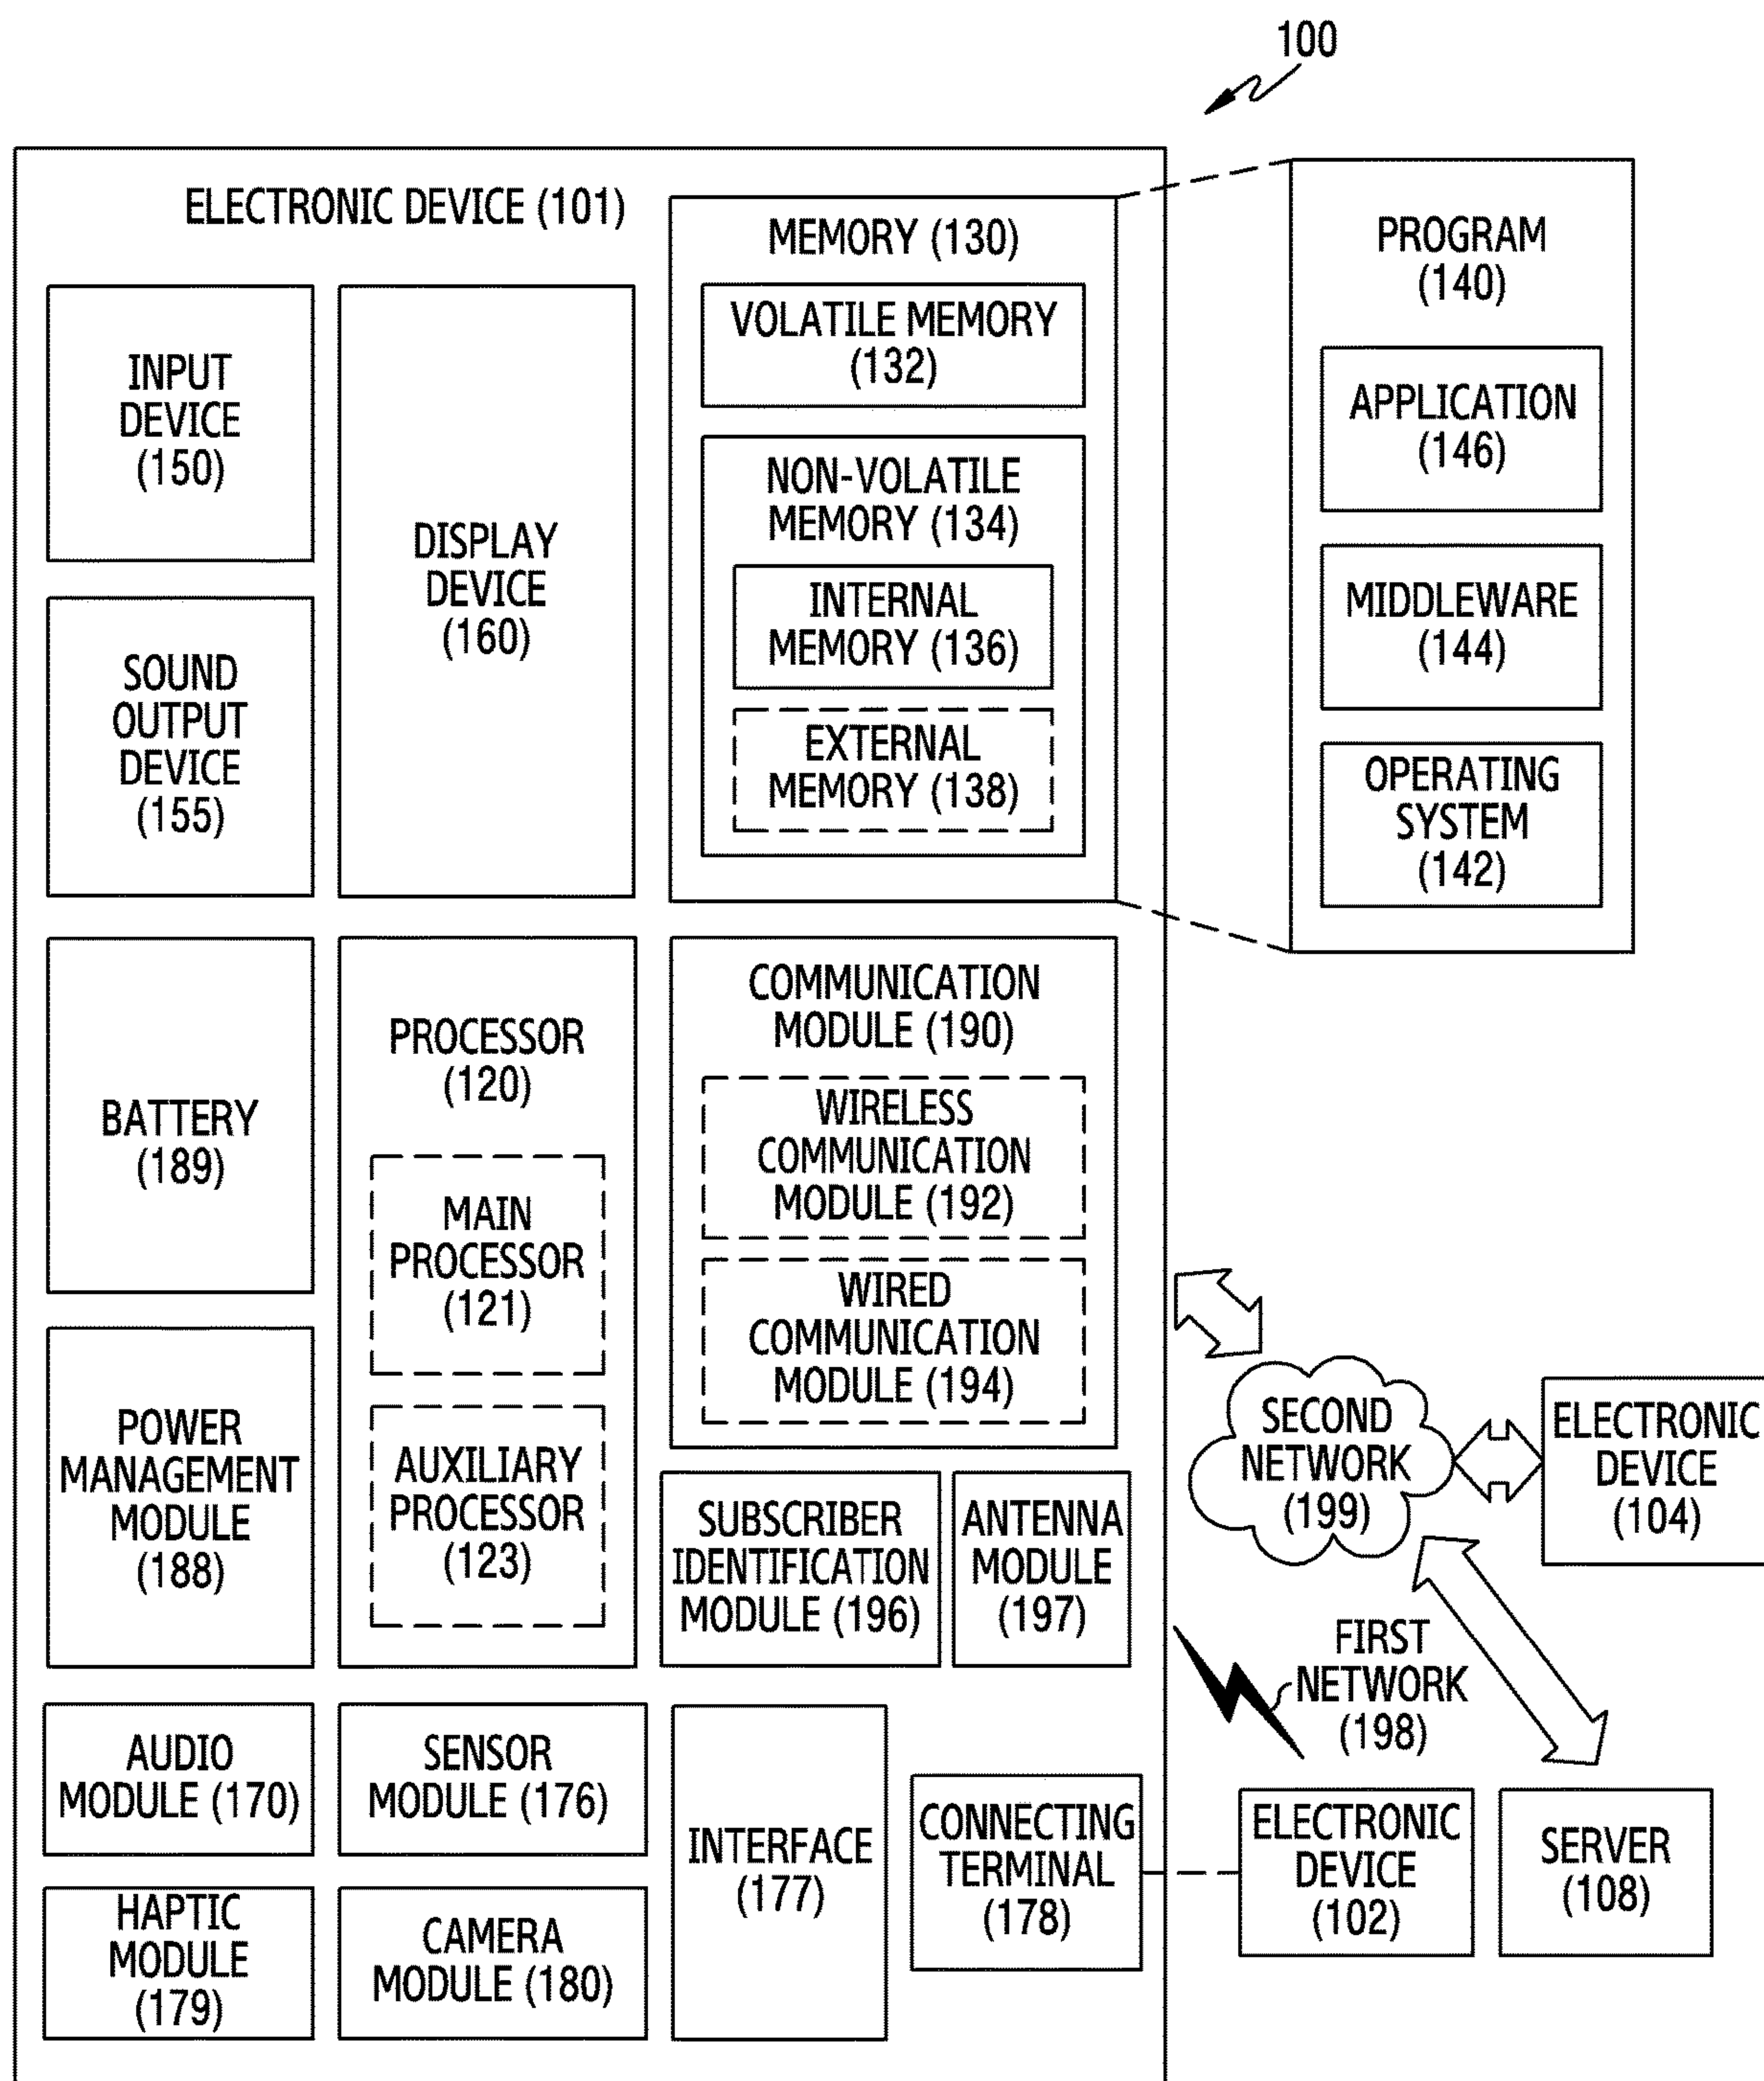 100
ELECTRONIC DEVICE (101)
INPUT
DEVICE
(150)
SOUND
OUTPUT
DEVICE
(155)
DISPLAY
DEVICE
(160)
MEMORY (130)
VOLATILE MEMORY
(132)
NON-VOLATILE
MEMORY (134)
INTERNAL
MEMORY (136)
EXTERNAL
MEMORY (138)
PROGRAM
(140)
APPLICATION
(146)
MIDDLEWARE
(144)
OPERATING
SYSTEM
(142)
BATTERY
(189)
POWER
MANAGEMENT
MODULE
(188)
PROCESSOR
(120)
MAIN
PROCESSOR
(121)
AUXILIARY
PROCESSOR
(123)
COMMUNICATION
MODULE (190)
WIRELESS
COMMUNICATION
MODULE (192)
WIRED
COMMUNICATION
MODULE (194)
SUBSCRIBER
IDENTIFICATION
MODULE (196)
ANTENNA
MODULE
(197)
SECOND
NETWORK
(199)
ELECTRONIC
DEVICE
(104)
FIRST
NETWORK
(198)
AUDIO
MODULE (170)
SENSOR
MODULE (176)
HAPTIC
MODULE
(179)
CAMERA
MODULE (180)
INTERFACE
(177)
CONNECTING
TERMINAL
(178)
ELECTRONIC
DEVICE
(102)
SERVER
(108)